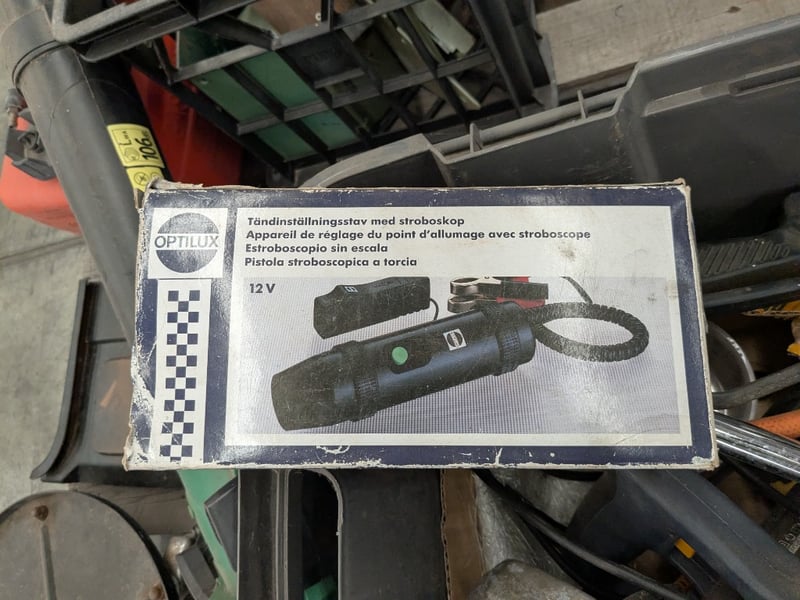 OPTILUX
Tändinställningsstav med stroboskop
Appareil de réglage du point d'allumage avec stroboscope
Estroboscopio sin escala
Pistola stroboscopica a torcia
12 V
106